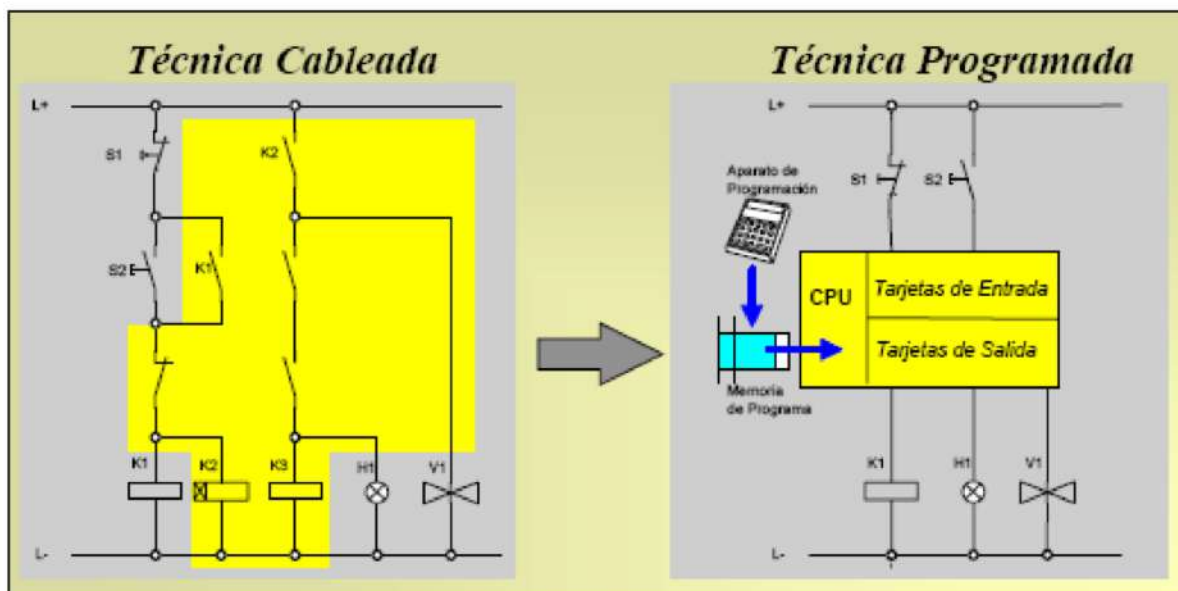 Técnica Cableada
L+
S1
K2
S2
K1
K1
K2
K3
H1
V1
L-
Técnica Programada
L+
Aparato de
Programación
S1
S2
CPU
Tarjetas de Entrada
Tarjetas de Salida
Memoria
de Programa
K1
H1
V1
L-